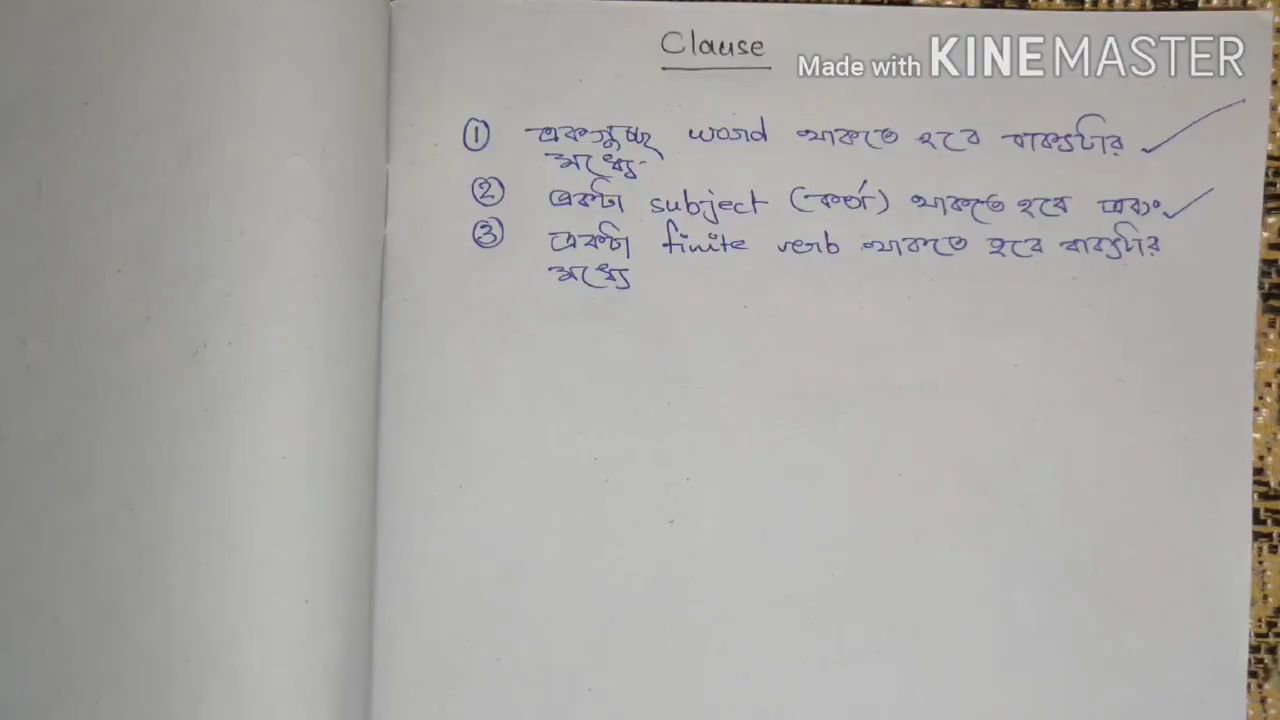 Clause
Made with KINEMASTER
① একগুচ্ছ word থাকতে হবে বাক্যটির
মধ্যে
② একটা subject (কর্তা) থাকতে হবে এবং
③ একটা finite verb থাকতে হবে বাক্যটির
মধ্যে